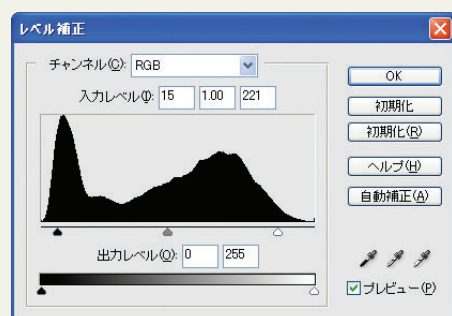 レベル補正
チャンネル(C): RGB
入力レベル(I): 15 1.00 221
出力レベル(O): 0 255
OK
初期化
初期化(R)
ヘルプ(H)
自動補正(A)
プレビュー(P)